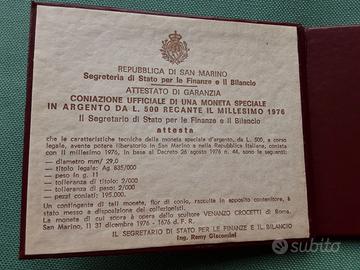 REPUBBLICA DI SAN MARINO
Segreteria di Stato per le Finanze e il Bilancio
ATTESTATO DI GARANZIA
CONIAZIONE UFFICIALE DI UNA MONETA SPECIALE
IN ARGENTO DA L. 500 RECANTE IL MILLESIMO 1976
Il Segretario di Stato per le Finanze e il Bilancio
attesta
che le caratteristiche tecniche della moneta speciale d'argento, da L. 500, a corso
legale, avente potere liberatorio in San Marino e nella Repubblica Italiana, coniata
con il millesimo 1976, in base al Decreto 26 agosto 1976 n. 44, sono le seguenti:
— diametro mm/ 29,0
— titolo legale: Ag. 835/000
— peso in g. 11
— tolleranza di titolo: 2/000
— tolleranza di peso: 2/000
— pezzi coniati: 195.000.
Un contingente di tali monete, fior di conio, racolta in apposito contenitore, è
stato messo a disposizione dei collezionisti.
La moneta di cui sopra è opera dello scultore VENANZO CROCETTI di Roma.
San Marino, lì 31 dicembre 1976 - 1676 d. F. R.
IL SEGRETARIO DI STATO PER LE FINANZE E IL BILANCIO
Ing. Remy Giacomini
subito